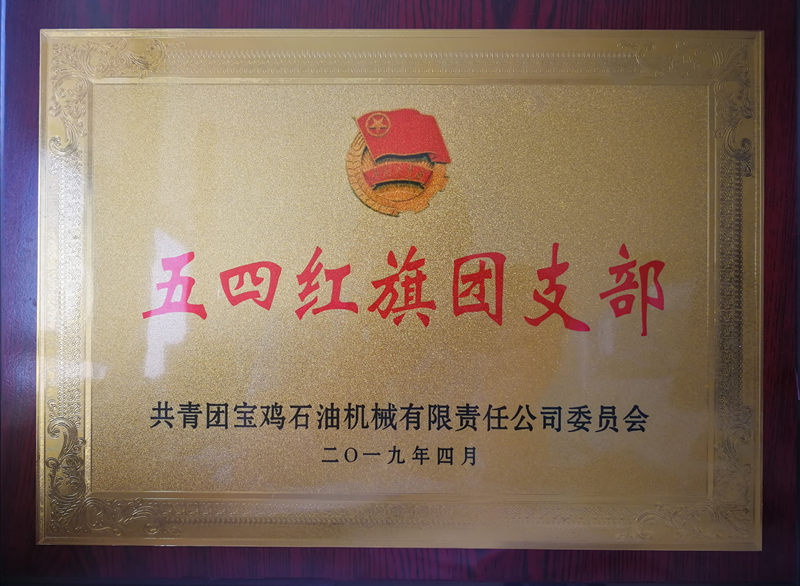 五四红旗团支部
共青团宝鸡石油机械有限责任公司委员会
二〇一九年四月